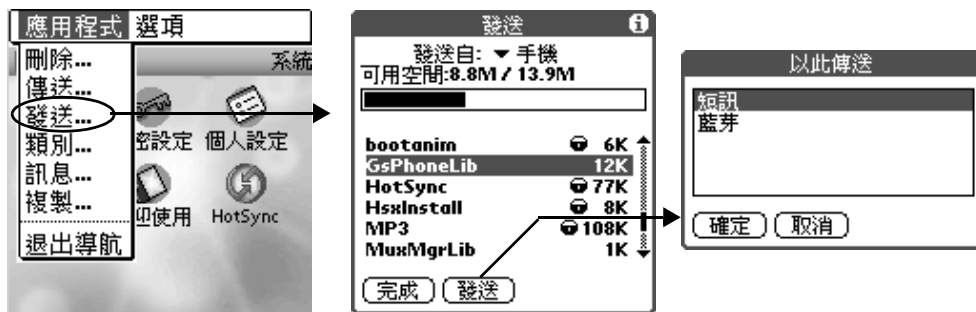 應用程式 選項
刪除...
傳送...
發送...
類別...
訊息...
複製...
退出導航
系統
密設定 個人設定
卬使用 HotSync
發送
發送自: 手機
可用空間:8.8M / 13.9M
bootanim 6K
GsPhoneLib 12K
HotSync 77K
HsxInstall 8K
MP3 108K
MuxMgrLib 1K
完成 發送
以此傳送
短訊
藍芽
確定 取消